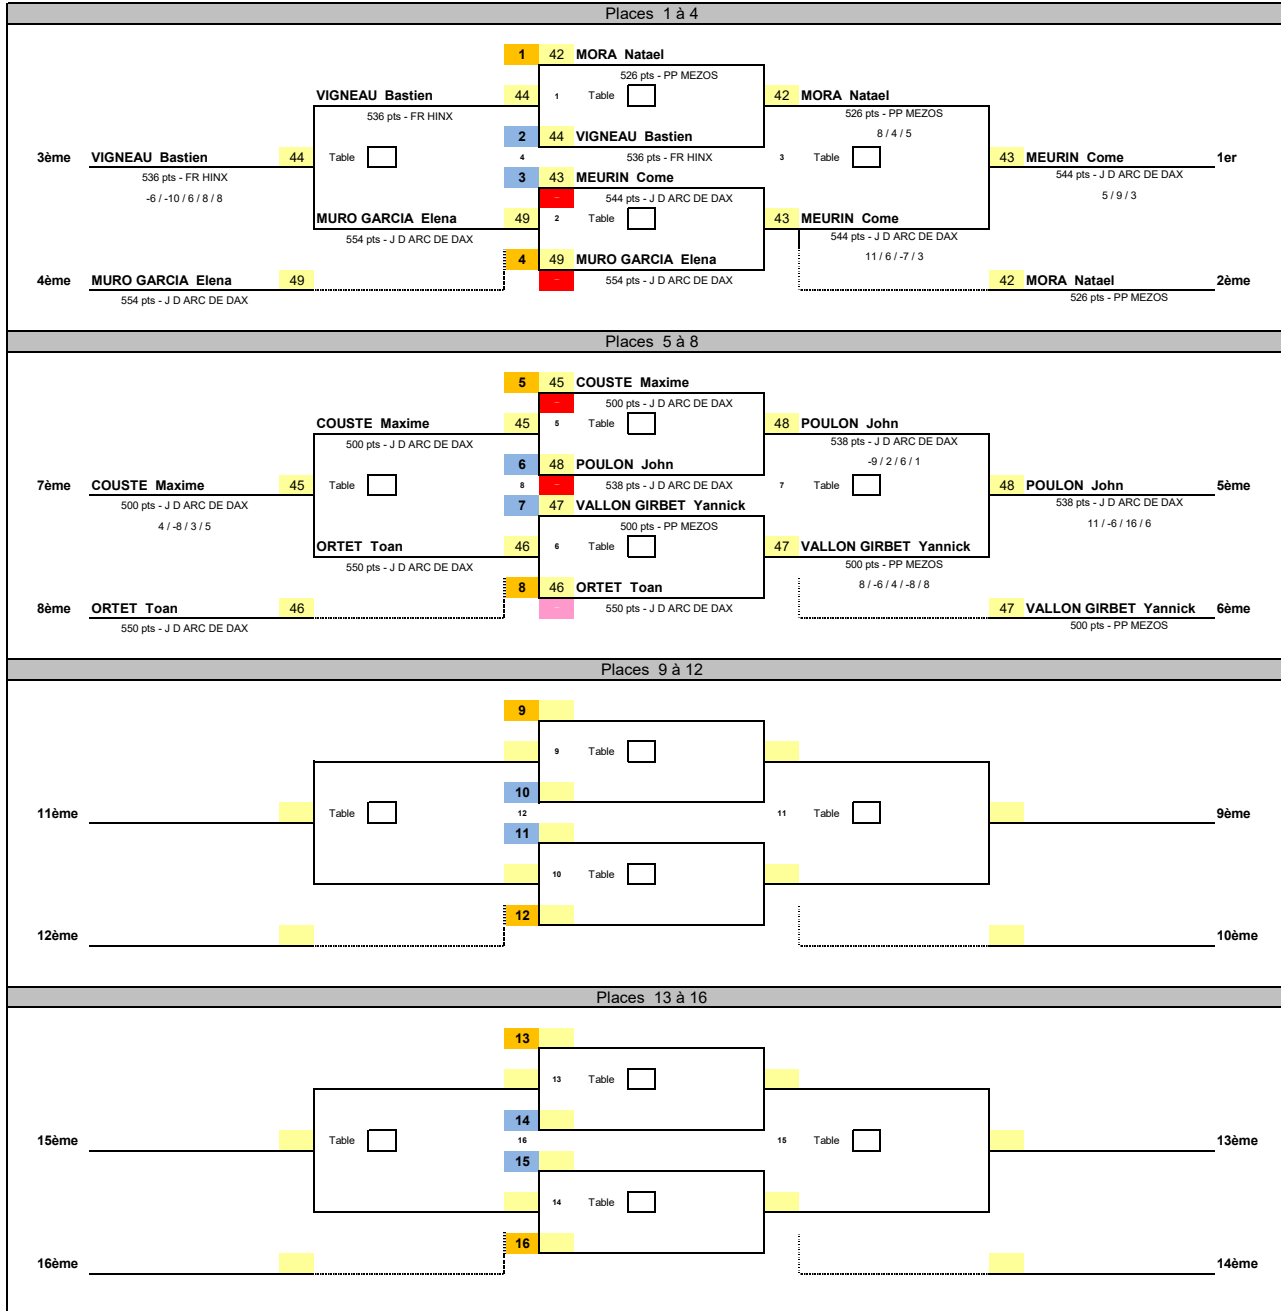 Places 1 à 4
1 42 MORA Natael
526 pts - PP MEZOS
VIGNEAU Bastien 44 1 Table 42 MORA Natael
536 pts - FR HINX 526 pts - PP MEZOS
2 44 VIGNEAU Bastien 8 / 4 / 5
3ème VIGNEAU Bastien 44 Table 4 536 pts - FR HINX 3 Table 43 MEURIN Come 1er
536 pts - FR HINX 3 43 MEURIN Come 544 pts - J D ARC DE DAX
-6 / -10 / 6 / 8 / 8 - 544 pts - J D ARC DE DAX 5 / 9 / 3
MURO GARCIA Elena 49 2 Table 43 MEURIN Come
554 pts - J D ARC DE DAX 544 pts - J D ARC DE DAX
4 49 MURO GARCIA Elena 11 / 6 / -7 / 3
4ème MURO GARCIA Elena 49 - 554 pts - J D ARC DE DAX 42 MORA Natael 2ème
554 pts - J D ARC DE DAX 526 pts - PP MEZOS
Places 5 à 8
5 45 COUSTE Maxime
- 500 pts - J D ARC DE DAX
COUSTE Maxime 45 5 Table 48 POULON John
500 pts - J D ARC DE DAX 538 pts - J D ARC DE DAX
6 48 POULON John -9 / 2 / 6 / 1
7ème COUSTE Maxime 45 Table 8 - 538 pts - J D ARC DE DAX 7 Table 48 POULON John 5ème
500 pts - J D ARC DE DAX 7 47 VALLON GIRBET Yannick 538 pts - J D ARC DE DAX
4 / -8 / 3 / 5 500 pts - PP MEZOS 11 / -6 / 16 / 6
ORTET Toan 46 6 Table 47 VALLON GIRBET Yannick
550 pts - J D ARC DE DAX 500 pts - PP MEZOS
8 46 ORTET Toan 8 / -6 / 4 / -8 / 8
8ème ORTET Toan 46 - 550 pts - J D ARC DE DAX 47 VALLON GIRBET Yannick 6ème
550 pts - J D ARC DE DAX 500 pts - PP MEZOS
Places 9 à 12
9
9 Table
10
11ème Table 12 11 Table 9ème
11
10 Table
12
12ème 10ème
Places 13 à 16
13
13 Table
14
15ème Table 16 15 Table 13ème
15
14 Table
16
16ème 14ème